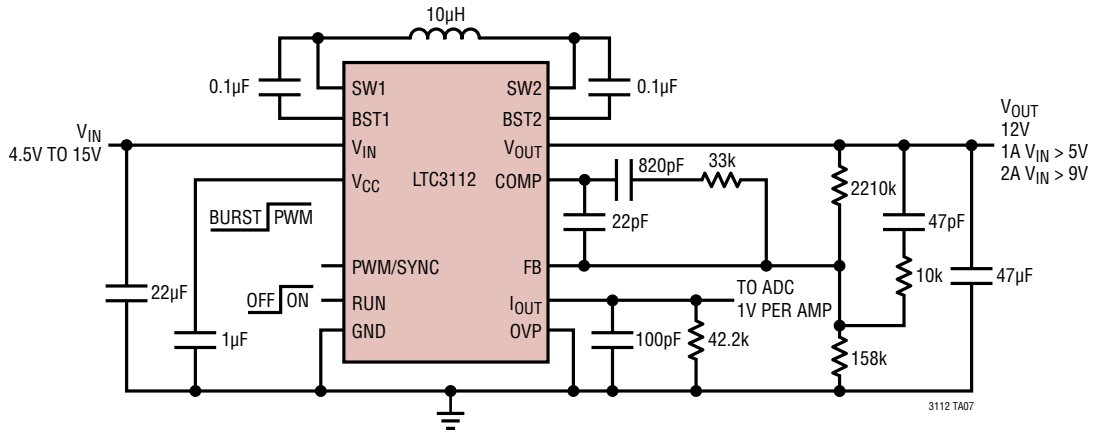 10µH
0.1µF
SW1
SW2
0.1µF
BST1
BST2
V_IN
4.5V TO 15V
V_IN
V_OUT
V_OUT
12V
1A V_IN > 5V
2A V_IN > 9V
V_CC
LTC3112
COMP
820pF
33k
2210k
BURST PWM
22pF
47pF
PWM/SYNC
FB
22µF
TO ADC
1V PER AMP
10k
47µF
OFF ON
RUN
I_OUT
1µF
GND
OVP
100pF
42.2k
158k
3112 TA07